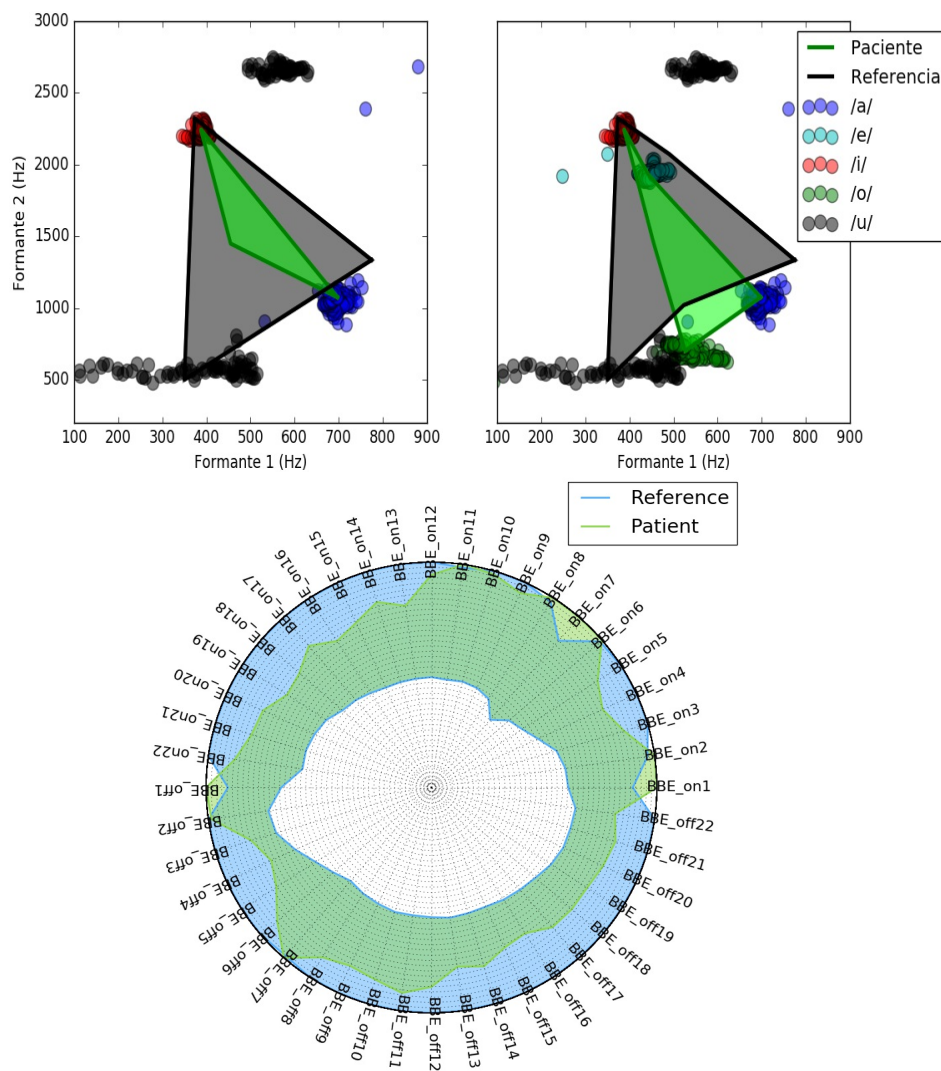 3000
2500
2000
1500
1000
500
Formante 2 (Hz)
100 200 300 400 500 600 700 800 900
Formante 1 (Hz)
100 200 300 400 500 600 700 800 900
Formante 1 (Hz)
Paciente
Referencia
/a/
/e/
/i/
/o/
/u/
Reference
Patient
BBE_on1
BBE_on2
BBE_on3
BBE_on4
BBE_on5
BBE_on6
BBE_on7
BBE_on8
BBE_on9
BBE_on10
BBE_on11
BBE_on12
BBE_on13
BBE_on14
BBE_on15
BBE_on16
BBE_on17
BBE_on18
BBE_on19
BBE_on20
BBE_on21
BBE_on22
BBE_off1
BBE_off2
BBE_off3
BBE_off4
BBE_off5
BBE_off6
BBE_off7
BBE_off8
BBE_off9
BBE_off10
BBE_off11
BBE_off12
BBE_off13
BBE_off14
BBE_off15
BBE_off16
BBE_off17
BBE_off18
BBE_off19
BBE_off20
BBE_off21
BBE_off22